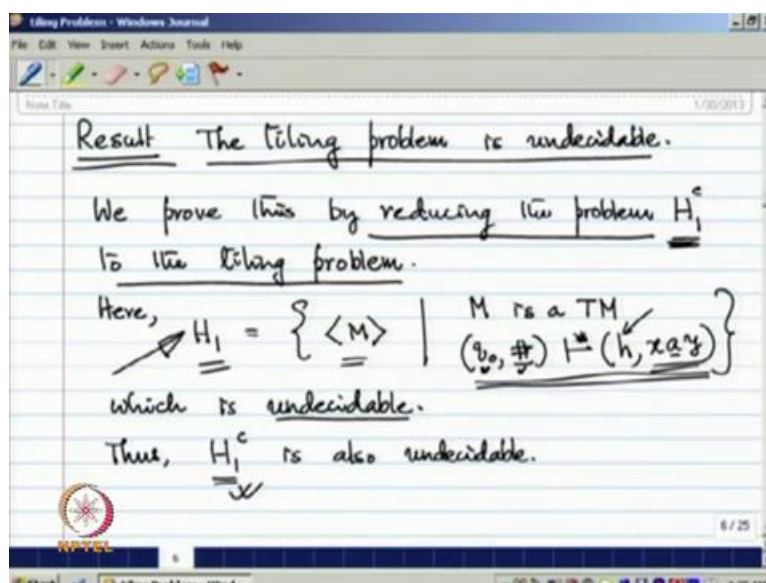 tiling Problem - Windows Journal
File Edit View Insert Actions Tools Help
Note Title
1/30/2013
Result The tiling problem is undecidable.
We prove this by reducing the problem H₁ᶜ
to the tiling problem.
Here,
H₁ = { ⟨M⟩ | M is a TM
(q₀, #) ⊢* (h, xay) }
which is undecidable.
Thus, H₁ᶜ is also undecidable.
NPTEL
6 / 25
6